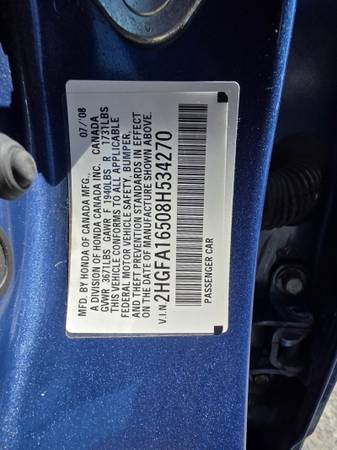 MFD. BY HONDA OF CANADA MFG., 07/08
A DIVISION OF HONDA CANADA INC. CANADA
GVWR 3671LBS GAWR F 1940LBS R 1731LBS
THIS VEHICLE CONFORMS TO ALL APPLICABLE
FEDERAL MOTOR VEHICLE SAFETY, BUMPER,
AND THEFT PREVENTION STANDARDS IN EFFECT
ON THE DATE OF MANUFACTURE SHOWN ABOVE.
V.I.N. 2HGFA16508H534270
PASSENGER CAR